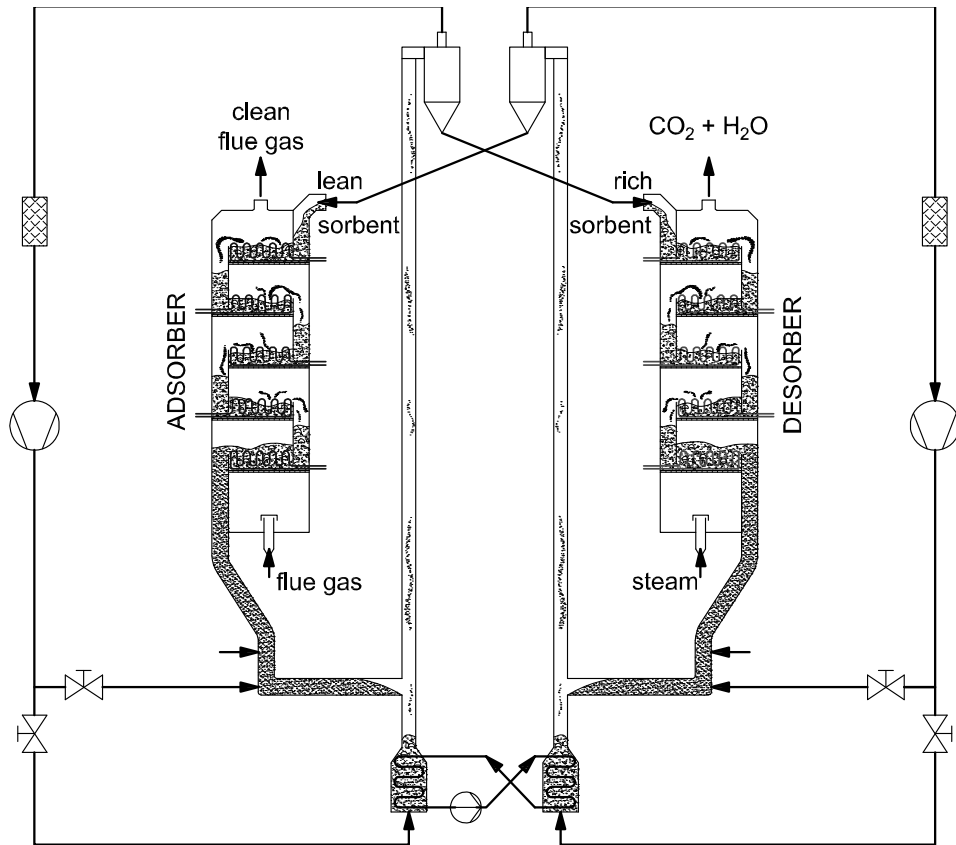 clean
flue gas
CO₂ + H₂O
lean
sorbent
rich
sorbent
ADSORBER
DESORBER
flue gas
steam